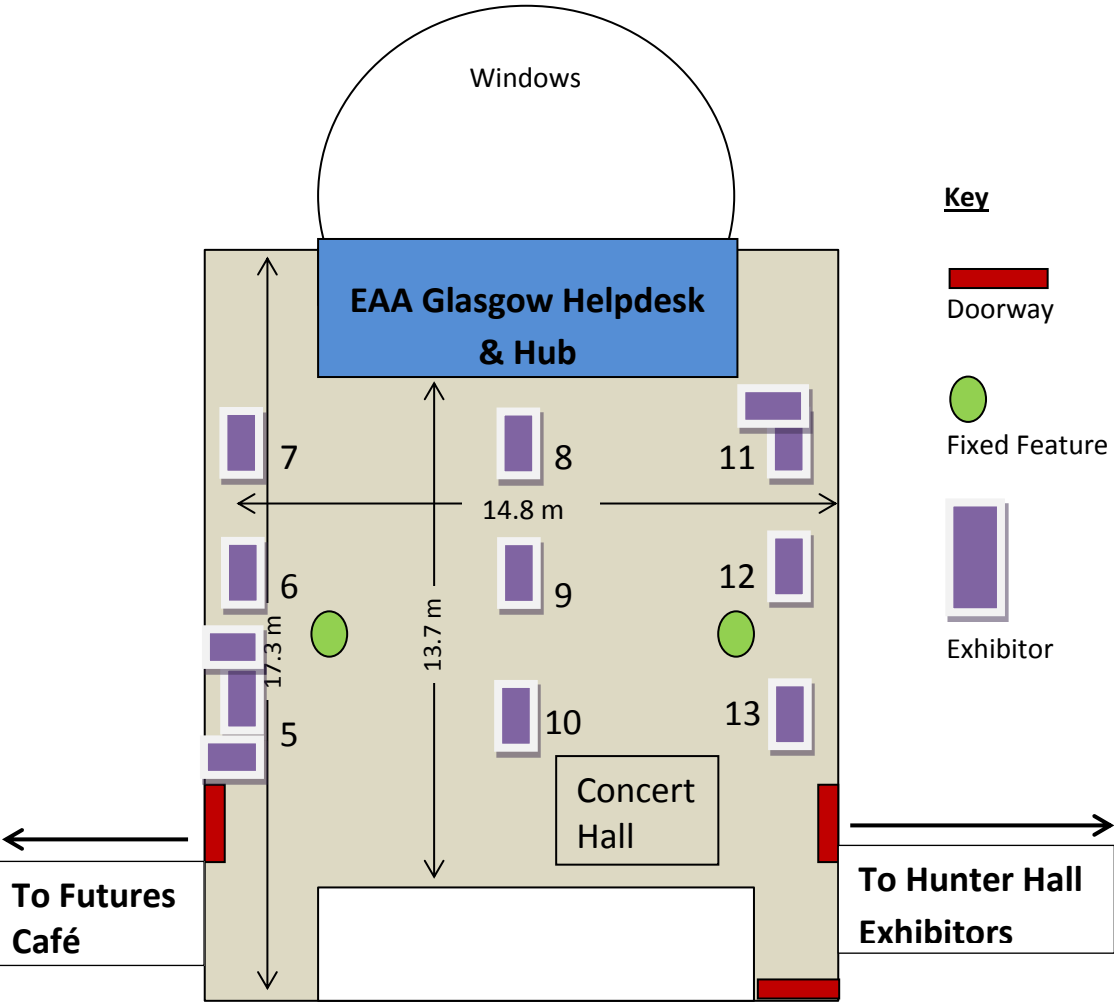 Windows
Key
EAA Glasgow Helpdesk
& Hub
Doorway
Fixed Feature
7
8
11
14.8 m
6
9
12
17.3 m
13.7 m
Exhibitor
5
10
13
Concert
Hall
To Futures
Café
To Hunter Hall
Exhibitors